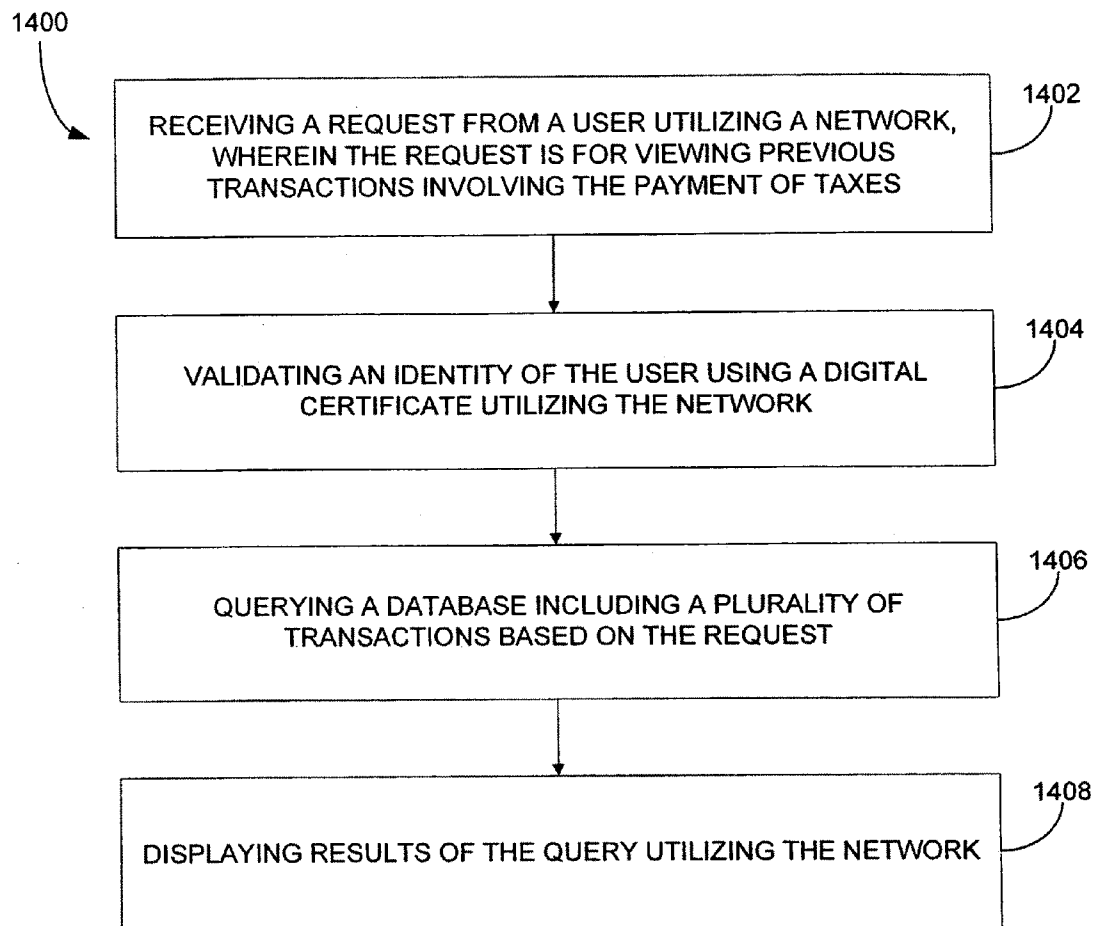 1400
1402
RECEIVING A REQUEST FROM A USER UTILIZING A NETWORK,
WHEREIN THE REQUEST IS FOR VIEWING PREVIOUS
TRANSACTIONS INVOLVING THE PAYMENT OF TAXES
1404
VALIDATING AN IDENTITY OF THE USER USING A DIGITAL
CERTIFICATE UTILIZING THE NETWORK
1406
QUERYING A DATABASE INCLUDING A PLURALITY OF
TRANSACTIONS BASED ON THE REQUEST
1408
DISPLAYING RESULTS OF THE QUERY UTILIZING THE NETWORK